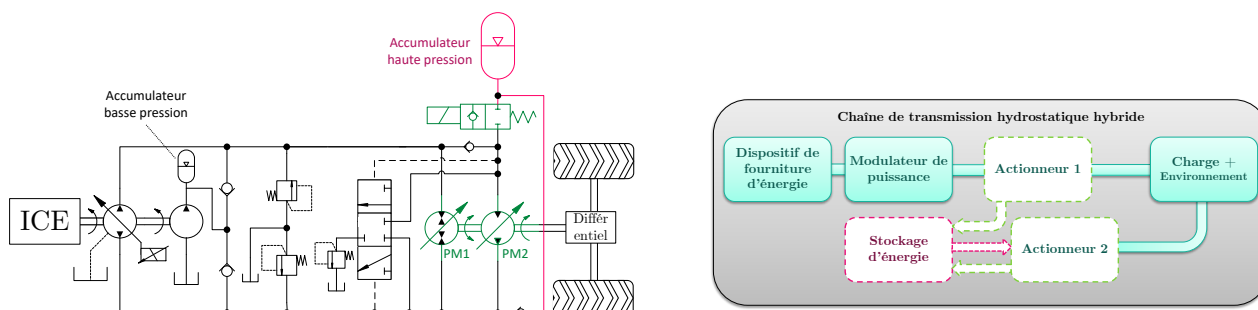 Accumulateur
haute pression
Accumulateur
basse pression
ICE
PM1
PM2
Différ
entiel
Chaîne de transmission hydrostatique hybride
Dispositif de
fourniture
d'énergie
Modulateur de
puissance
Actionneur 1
Charge +
Environnement
Stockage
d'énergie
Actionneur 2